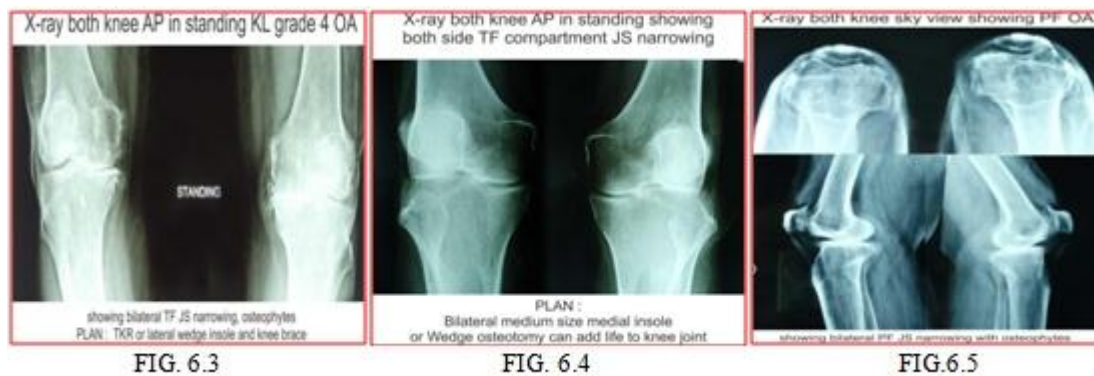 X-ray both knee AP in standing KL grade 4 OA
STANDING
showing bilateral TF JS narrowing, osteophytes
PLAN : TKR or lateral wedge insole and knee brace
FIG. 6.3
X-ray both knee AP in standing showing
both side TF compartment JS narrowing
PLAN :
Bilateral medium size medial insole
or Wedge osteotomy can add life to knee joint
FIG. 6.4
X-ray both knee sky view showing PF OA
showing bilateral PF JS narrowing with osteophytes
FIG.6.5